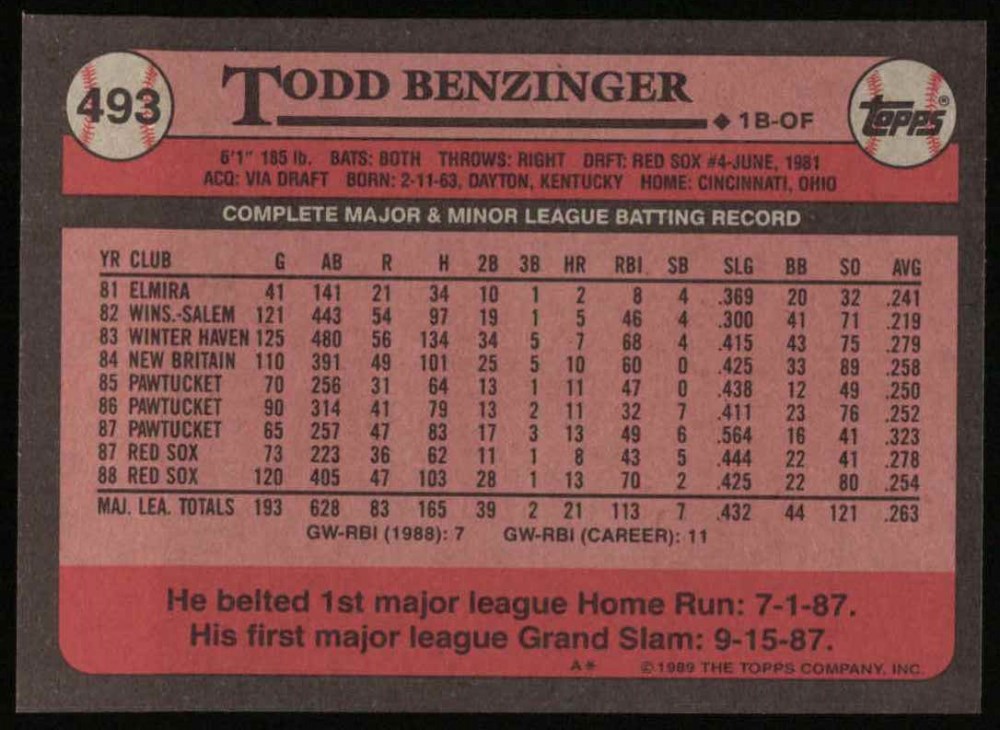 493
TODD BENZINGER
◆ 1B-OF
Topps®
6'1" 185 lb. BATS: BOTH THROWS: RIGHT DRFT: RED SOX #4-JUNE, 1981
ACQ: VIA DRAFT BORN: 2-11-63, DAYTON, KENTUCKY HOME: CINCINNATI, OHIO
COMPLETE MAJOR & MINOR LEAGUE BATTING RECORD
YR CLUB G AB R H 2B 3B HR RBI SB SLG BB SO AVG
81 ELMIRA 41 141 21 34 10 1 2 8 4 .369 20 32 .241
82 WINS.-SALEM 121 443 54 97 19 1 5 46 4 .300 41 71 .219
83 WINTER HAVEN 125 480 56 134 34 5 7 68 4 .415 43 75 .279
84 NEW BRITAIN 110 391 49 101 25 5 10 60 0 .425 33 89 .258
85 PAWTUCKET 70 256 31 64 13 1 11 47 0 .438 12 49 .250
86 PAWTUCKET 90 314 41 79 13 2 11 32 7 .411 23 76 .252
87 PAWTUCKET 65 257 47 83 17 3 13 49 6 .564 16 41 .323
87 RED SOX 73 223 36 62 11 1 8 43 5 .444 22 41 .278
88 RED SOX 120 405 47 103 28 1 13 70 2 .425 22 80 .254
MAJ. LEA. TOTALS 193 628 83 165 39 2 21 113 7 .432 44 121 .263
GW-RBI (1988): 7 GW-RBI (CAREER): 11
He belted 1st major league Home Run: 7-1-87.
His first major league Grand Slam: 9-15-87.
A* © 1989 THE TOPPS COMPANY, INC.